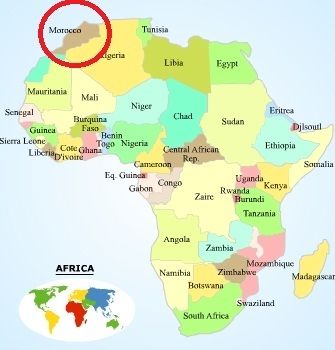 Morocco
Tunisia
Algeria
Libia
Egypt
Mauritania
Mali
Niger
Chad
Sudan
Eritrea
Djlsoutl
Senegal
Guinea
Burkina
Faso
Sierra Leone
Liberia
Cote
D'ivoire
Ghana
Benin
Togo
Nigeria
Cameroon
Central African
Rep.
Ethiopia
Somalia
Eq. Guinea
Gabon
Congo
Uganda
Kenya
Rwanda
Burundi
Zaire
Tanzania
Angola
Zambia
Mozambique
Zimbabwe
Namibia
Botswana
Madagascar
Swaziland
South Africa
AFRICA